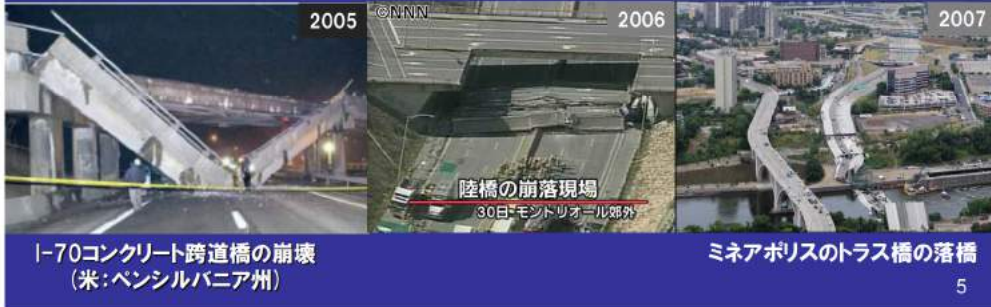 2005
©NNN
2006
2007
陸橋の崩落現場
30日・モントリオール郊外
I-70コンクリート跨道橋の崩壊
(米:ペンシルバニア州)
ミネアポリスのトラス橋の落橋
5